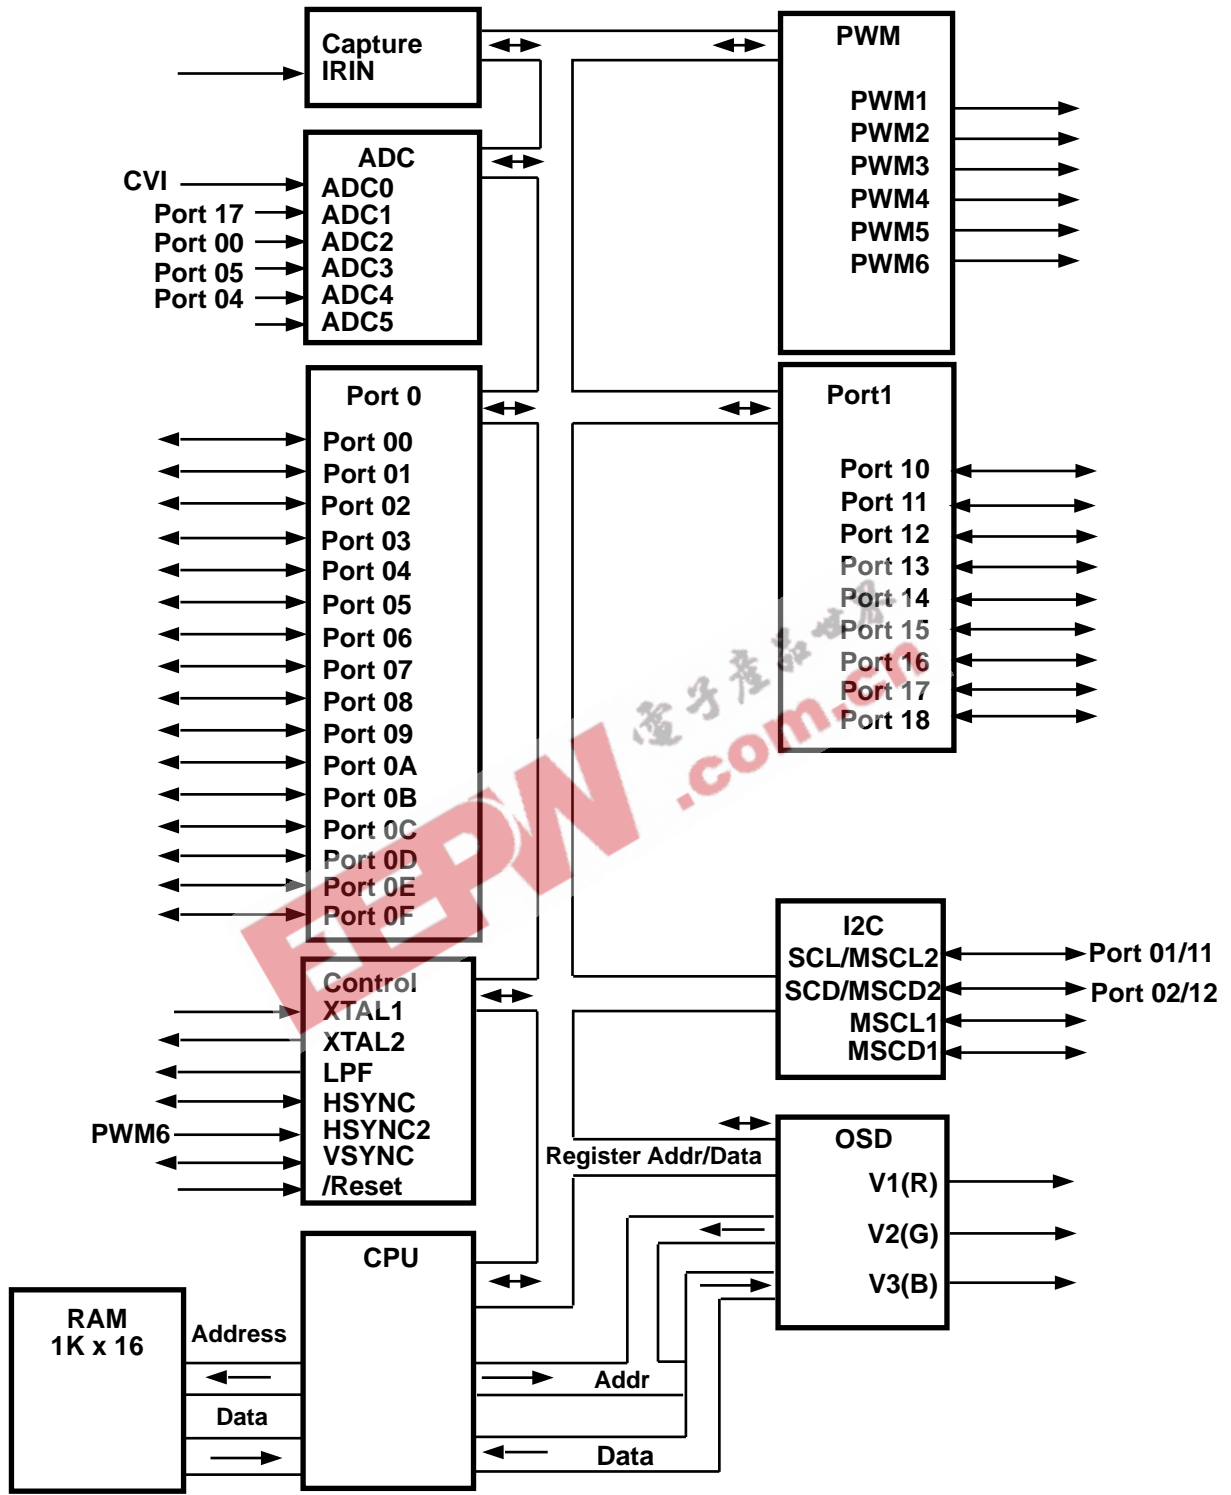 Capture
IRIN
PWM
PWM1
PWM2
PWM3
PWM4
PWM5
PWM6
ADC
CVI
ADC0
Port 17
ADC1
Port 00
ADC2
Port 05
ADC3
Port 04
ADC4
ADC5
Port 0
Port 00
Port 01
Port 02
Port 03
Port 04
Port 05
Port 06
Port 07
Port 08
Port 09
Port 0A
Port 0B
Port 0C
Port 0D
Port 0E
Port 0F
Port1
Port 10
Port 11
Port 12
Port 13
Port 14
Port 15
Port 16
Port 17
Port 18
電子產品世界
EEPW
.com.cn
Control
XTAL1
XTAL2
LPF
HSYNC
PWM6
HSYNC2
VSYNC
/Reset
I2C
SCL/MSCL2
Port 01/11
SCD/MSCD2
Port 02/12
MSCL1
MSCD1
OSD
Register Addr/Data
V1(R)
V2(G)
V3(B)
CPU
RAM
1K x 16
Address
Data
Addr
Data